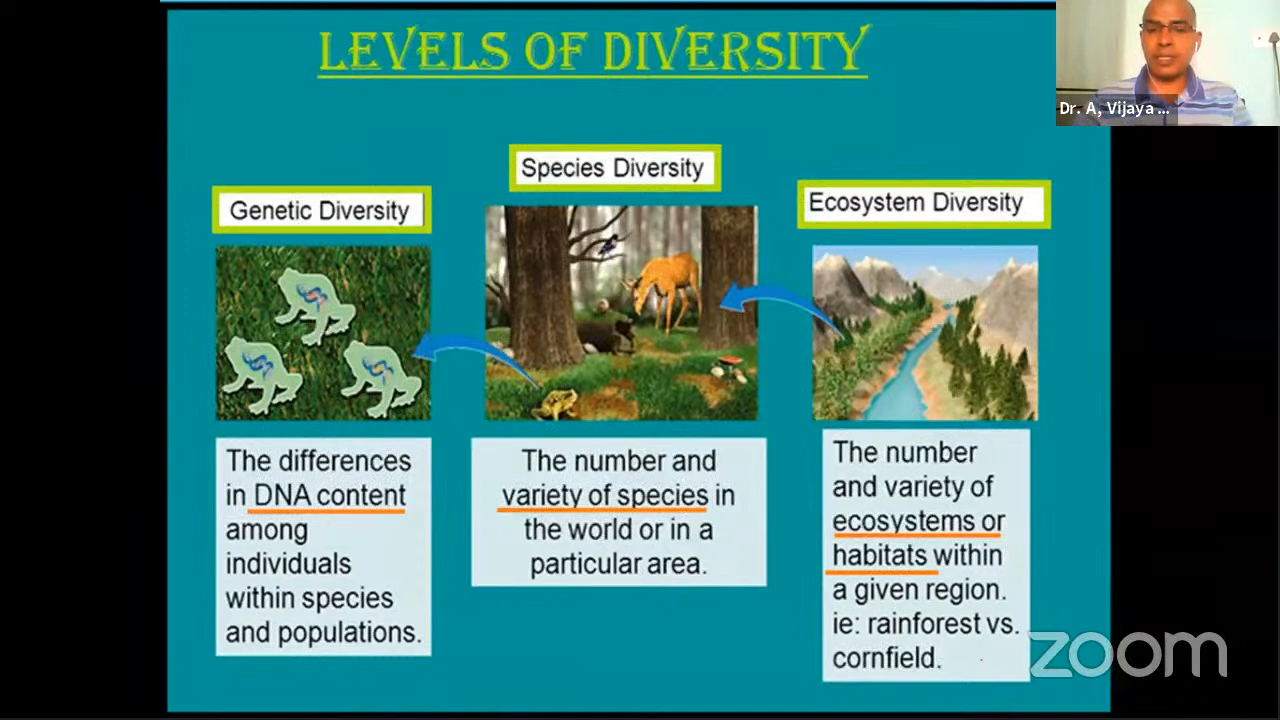 LEVELS OF DIVERSITY
Dr. A, Vijaya ...
Species Diversity
Genetic Diversity
Ecosystem Diversity
The differences
in DNA content
among
individuals
within species
and populations.
The number and
variety of species in
the world or in a
particular area.
The number
and variety of
ecosystems or
habitats within
a given region.
ie: rainforest vs.
cornfield.
zoom